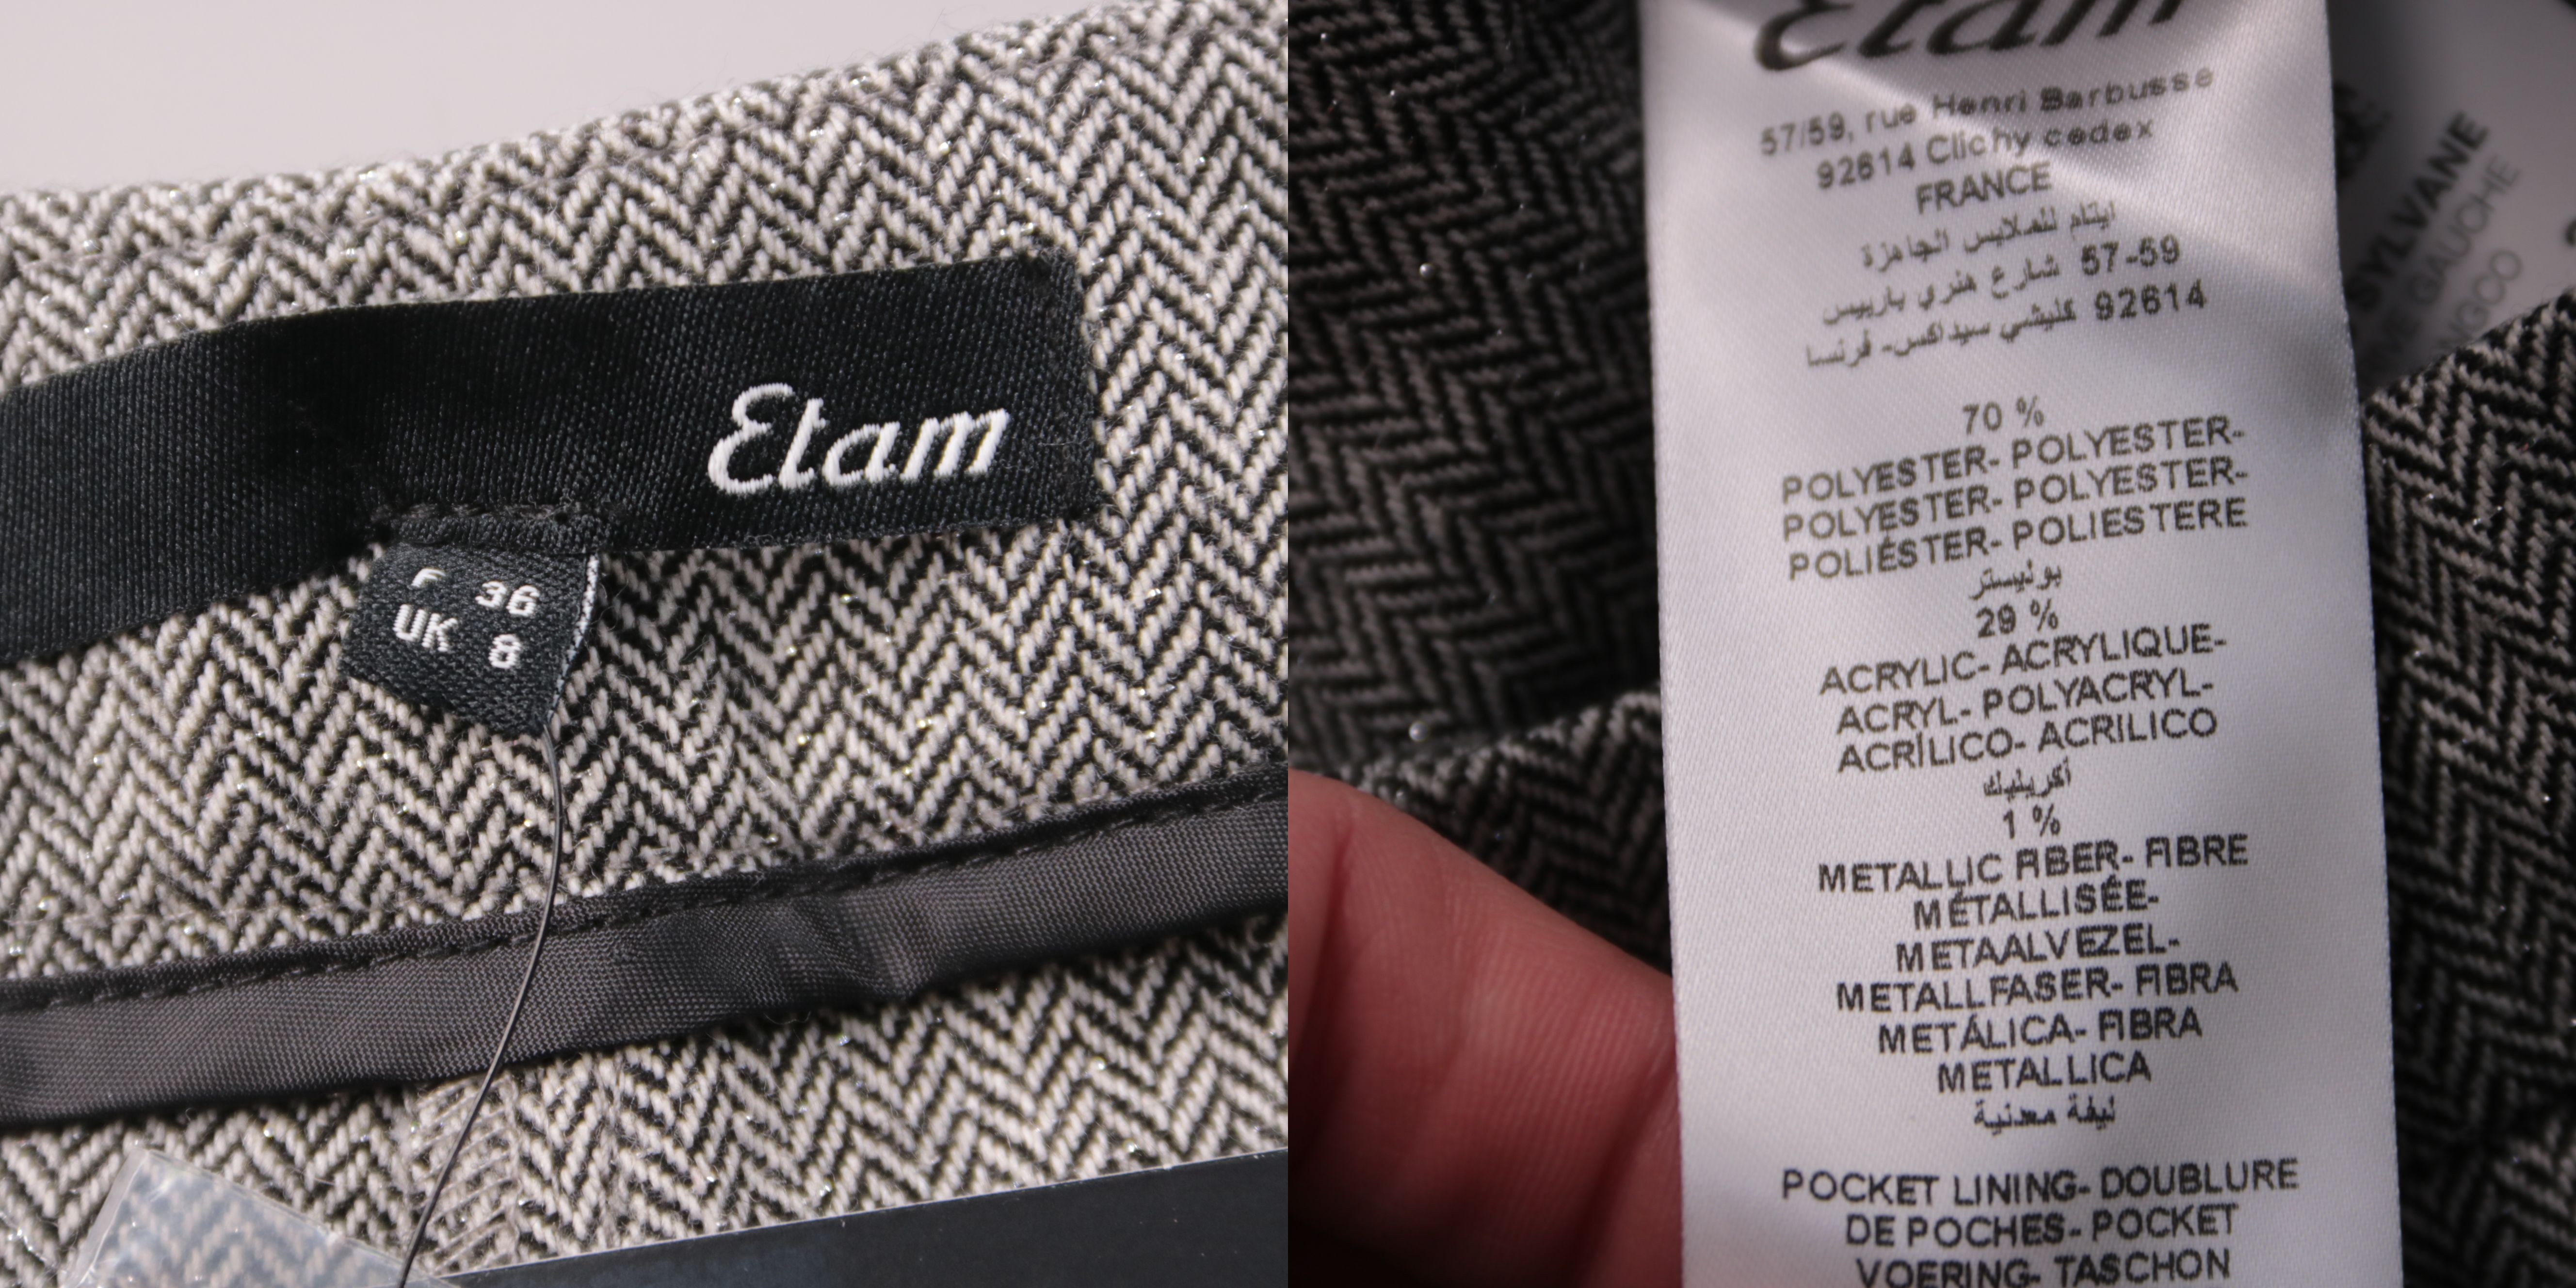 Etam
F 36
UK 8
Etam
57/59, rue Henri Barbusse
92614 Clichy cedex
FRANCE
ايتام للملابس الجاهزة
57-59 شارع هنري باربيس
92614 كليشي سيداكس- فرنسا
70 %
POLYESTER- POLYESTER-
POLYESTER- POLYESTER-
POLIÉSTER- POLIESTERE
بوليستر
29 %
ACRYLIC- ACRYLIQUE-
ACRYL- POLYACRYL-
ACRÍLICO- ACRILICO
أكريليك
1 %
METALLIC FIBER- FIBRE
MÉTALLISÉE-
METAALVEZEL-
METALLFASER- FIBRA
METÁLICA- FIBRA
METALLICA
ليفة معدنية
POCKET LINING- DOUBLURE
DE POCHES- POCKET
VOERING- TASCHON
SYLVANE
GAUCHE